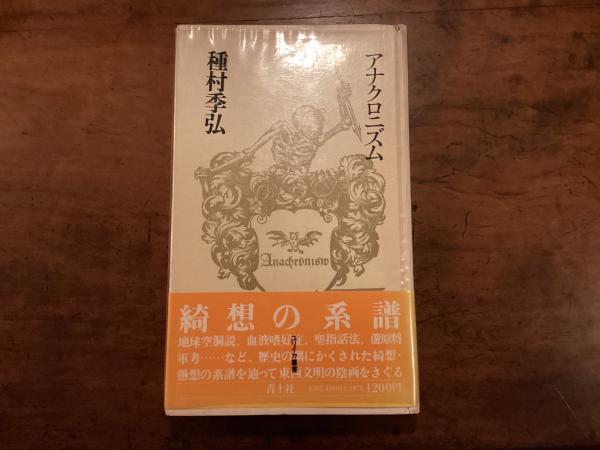 アナクロニズム
種村季弘
Anachronism
綺想の系譜
地球空洞説、血液嗜好症、聖指話法、蘆原将
軍考……など、歴史の隅にかくされた綺想・
愚想の系譜を辿って東西文明の陰画をさぐる
青土社
1200円